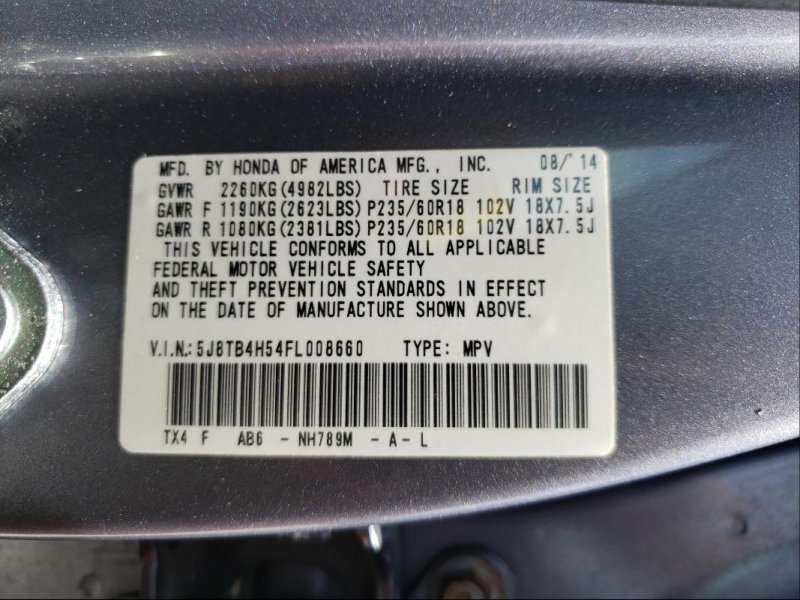 MFD. BY HONDA OF AMERICA MFG., INC. 08/'14
GVWR 2260KG(4982LBS) TIRE SIZE RIM SIZE
GAWR F 1190KG(2623LBS) P235/60R18 102V 18X7.5J
GAWR R 1080KG(2381LBS) P235/60R18 102V 18X7.5J
THIS VEHICLE CONFORMS TO ALL APPLICABLE
FEDERAL MOTOR VEHICLE SAFETY
AND THEFT PREVENTION STANDARDS IN EFFECT
ON THE DATE OF MANUFACTURE SHOWN ABOVE.
V.I.N.: 5J8TB4H54FL008660 TYPE: MPV
TX4 F AB6 - NH789M - A - L